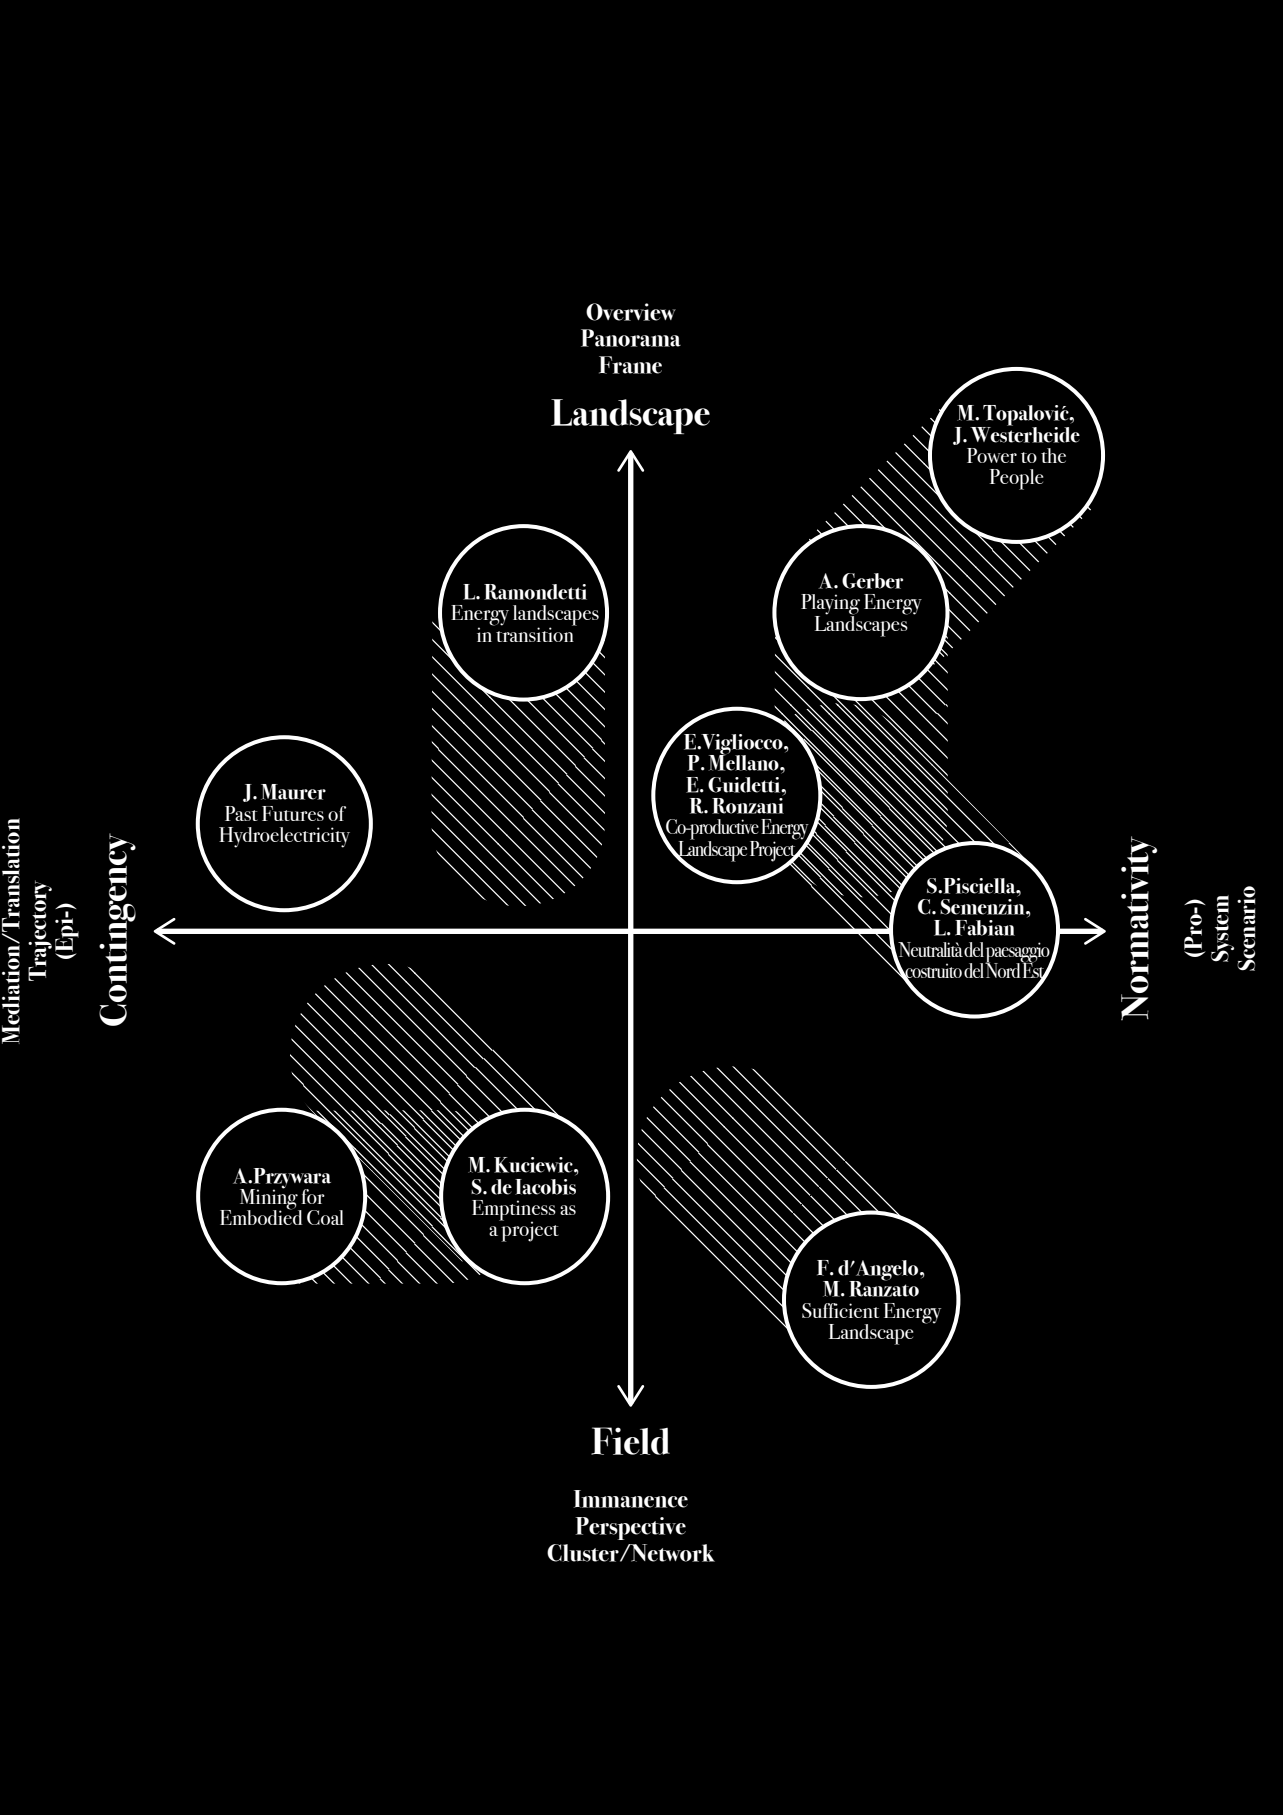 Overview
Panorama
Frame
Landscape
M. Topalović,
J. Westerheide
Power to the
People
L. Ramondetti
Energy landscapes
in transition
A. Gerber
Playing Energy
Landscapes
E.Vigliocco,
P. Mellano,
E. Guidetti,
R. Ronzani
Co-productive Energy
Landscape Project
J. Maurer
Past Futures of
Hydroelectricity
Mediation/Translation
Trajectory
(Epi-)
Contingency
S.Pisciella,
C. Semenzin,
L. Fabian
Neutralità del paesaggio
costruito del Nord Est
Normativity
(Pro-)
System
Scenario
A.Przywara
Mining for
Embodied Coal
M. Kuciewic,
S. de Iacobis
Emptiness as
a project
F. d'Angelo,
M. Ranzato
Sufficient Energy
Landscape
Field
Immanence
Perspective
Cluster/Network